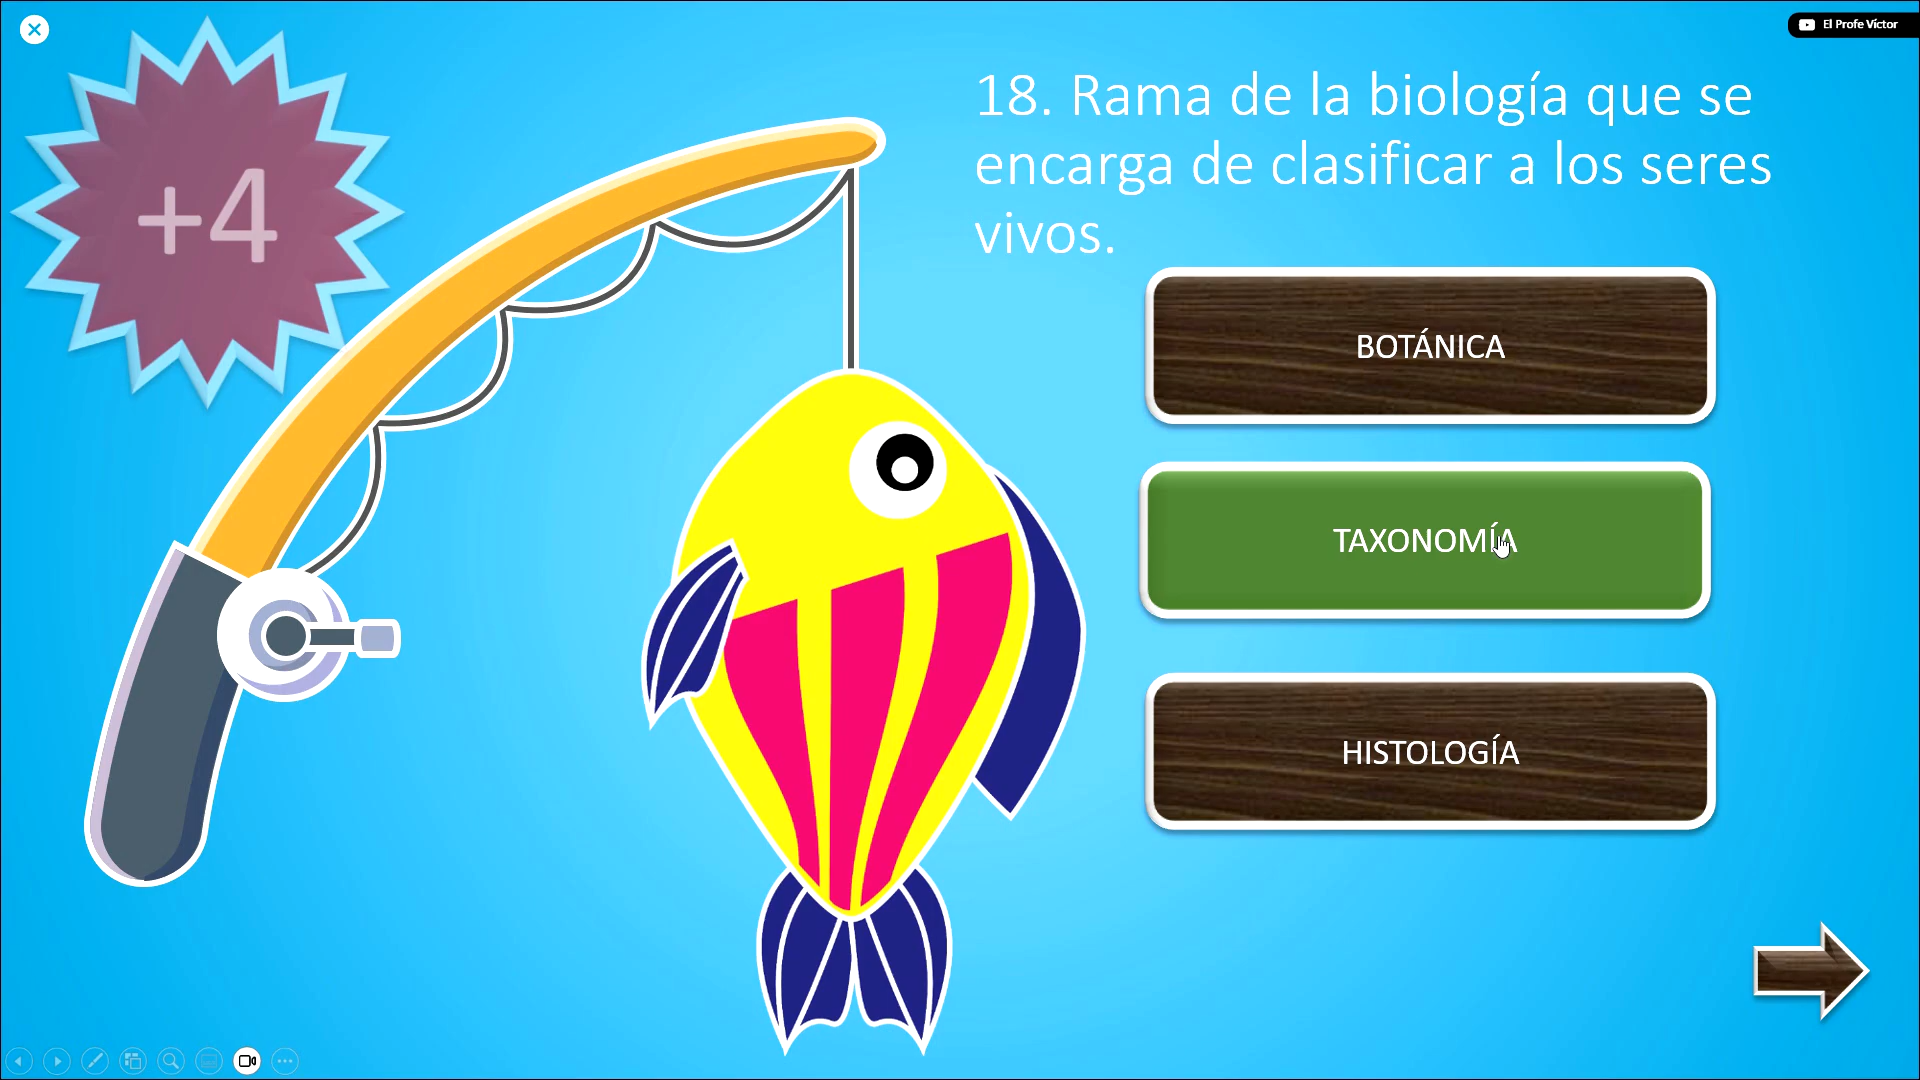 El Profe Víctor
+4
18. Rama de la biología que se
encarga de clasificar a los seres
vivos.
BOTÁNICA
TAXONOMÍA
HISTOLOGÍA